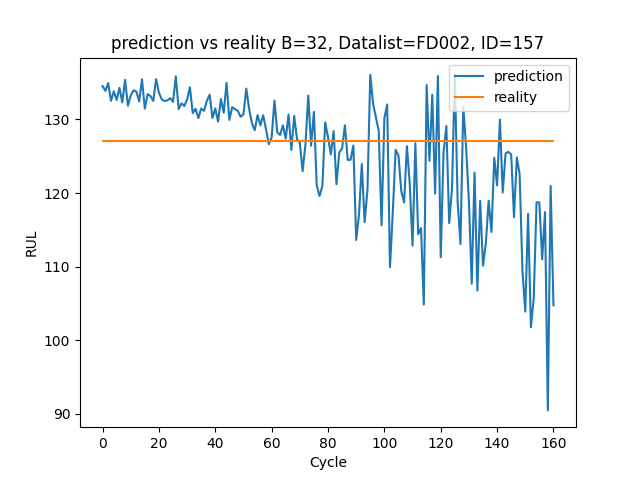 prediction vs reality B=32, Datalist=FD002, ID=157
prediction
reality
RUL
130
120
110
100
90
0 20 40 60 80 100 120 140 160
Cycle